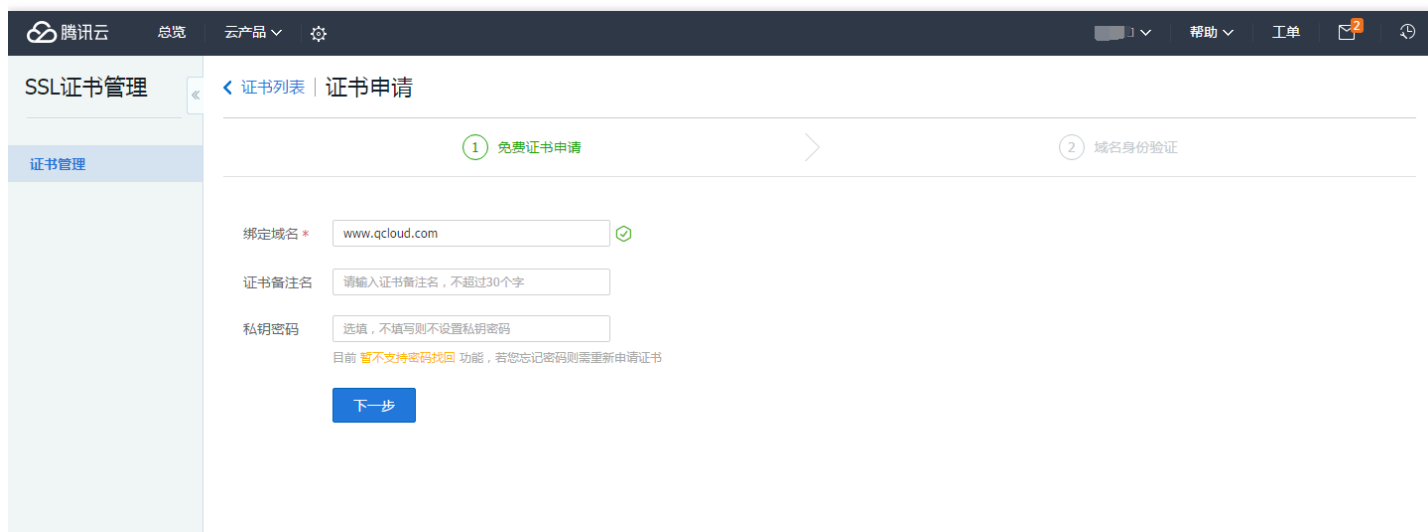 腾讯云 总览 云产品 帮助 工单 2
SSL证书管理
证书列表 证书申请
1 免费证书申请 2 域名身份验证
证书管理
绑定域名 * www.qcloud.com
证书备注名 请输入证书备注名，不超过30个字
私钥密码 选填，不填写则不设置私钥密码
目前 暂不支持密码找回 功能，若您忘记密码则需重新申请证书
下一步